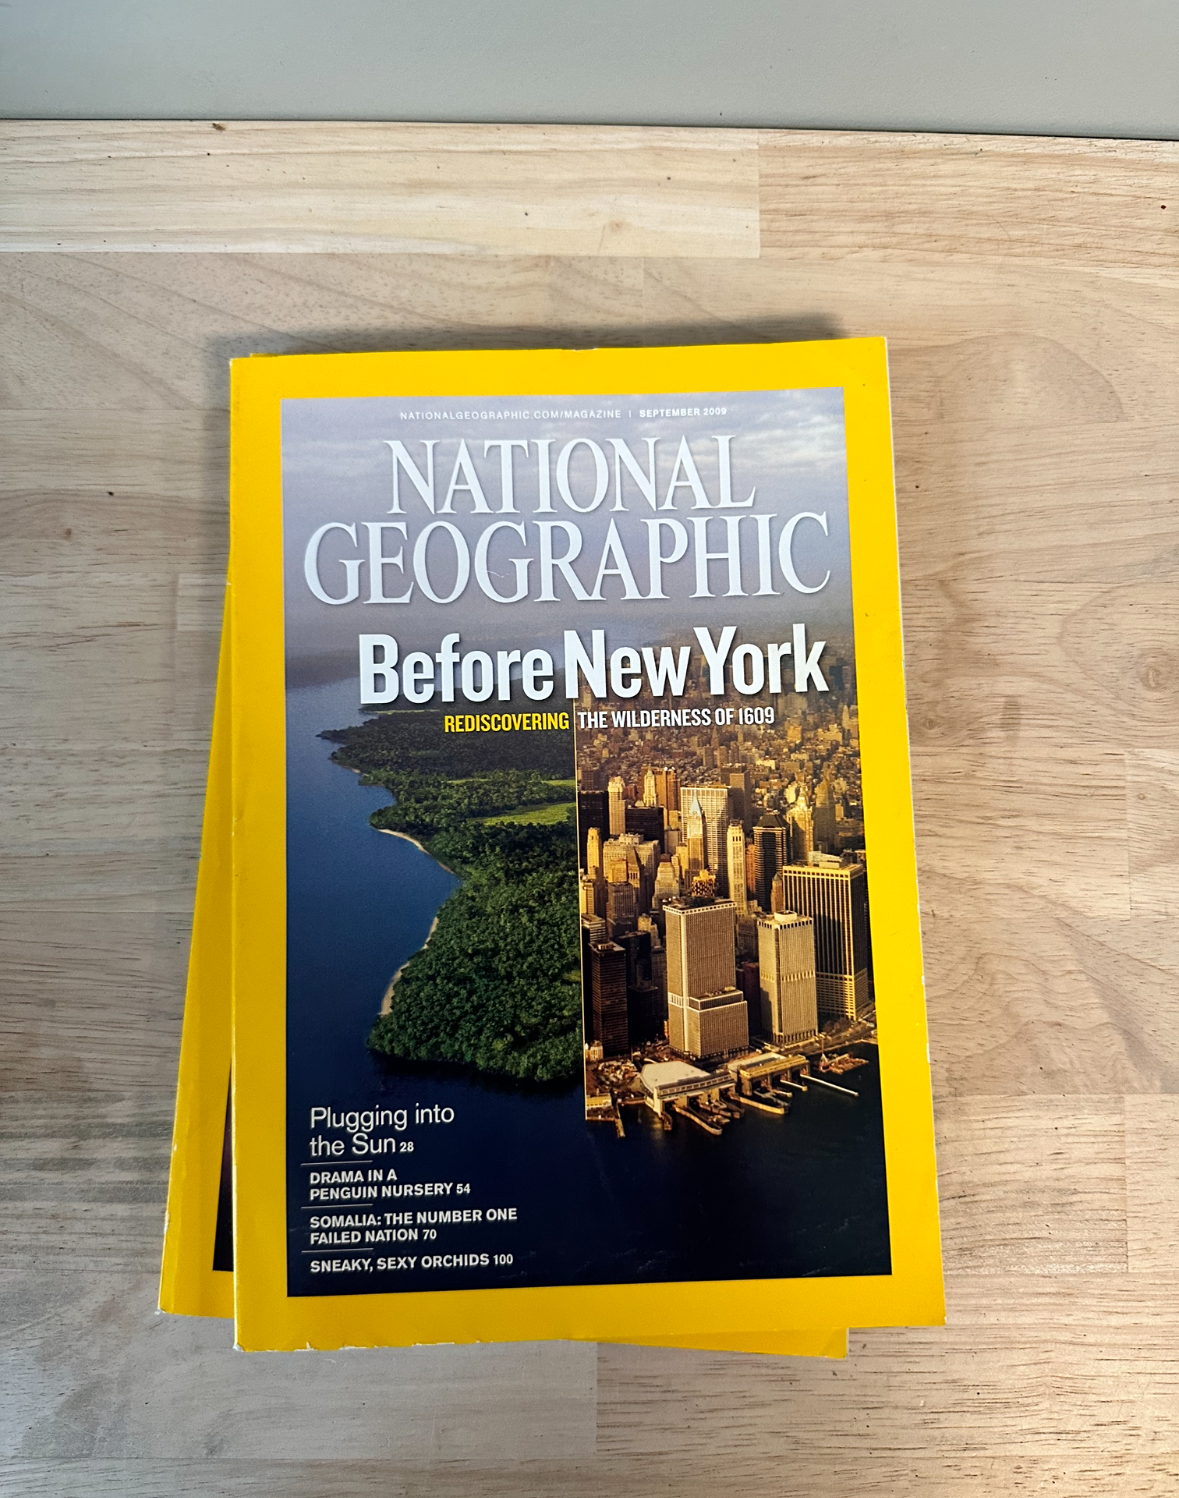 NATIONALGEOGRAPHIC.COM/MAGAZINE | SEPTEMBER 2009
NATIONAL
GEOGRAPHIC
Before New York
REDISCOVERING THE WILDERNESS OF 1609
Plugging into
the Sun 28
DRAMA IN A
PENGUIN NURSERY 54
SOMALIA: THE NUMBER ONE
FAILED NATION 70
SNEAKY, SEXY ORCHIDS 100